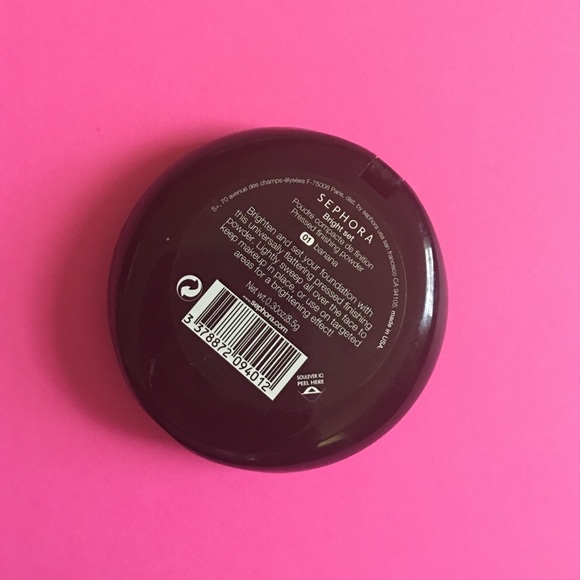 5+, 70 avenue des champs-élysées F-75008 Paris, dist. by sephora usa san francisco CA 94105. made in USA.
SEPHORA
Bright set
Poudre compacte de finition
Pressed finishing powder
01 banana
Brighten and set your foundation with
this universally flattering pressed finishing
powder. Lightly sweep all over the face to
keep makeup in place, or use on targeted
areas for a brightening effect!
Net wt. 0.30oz/8.5g
www.sephora.com
3 378872 094012
SOULEVER ICI
PEEL HERE